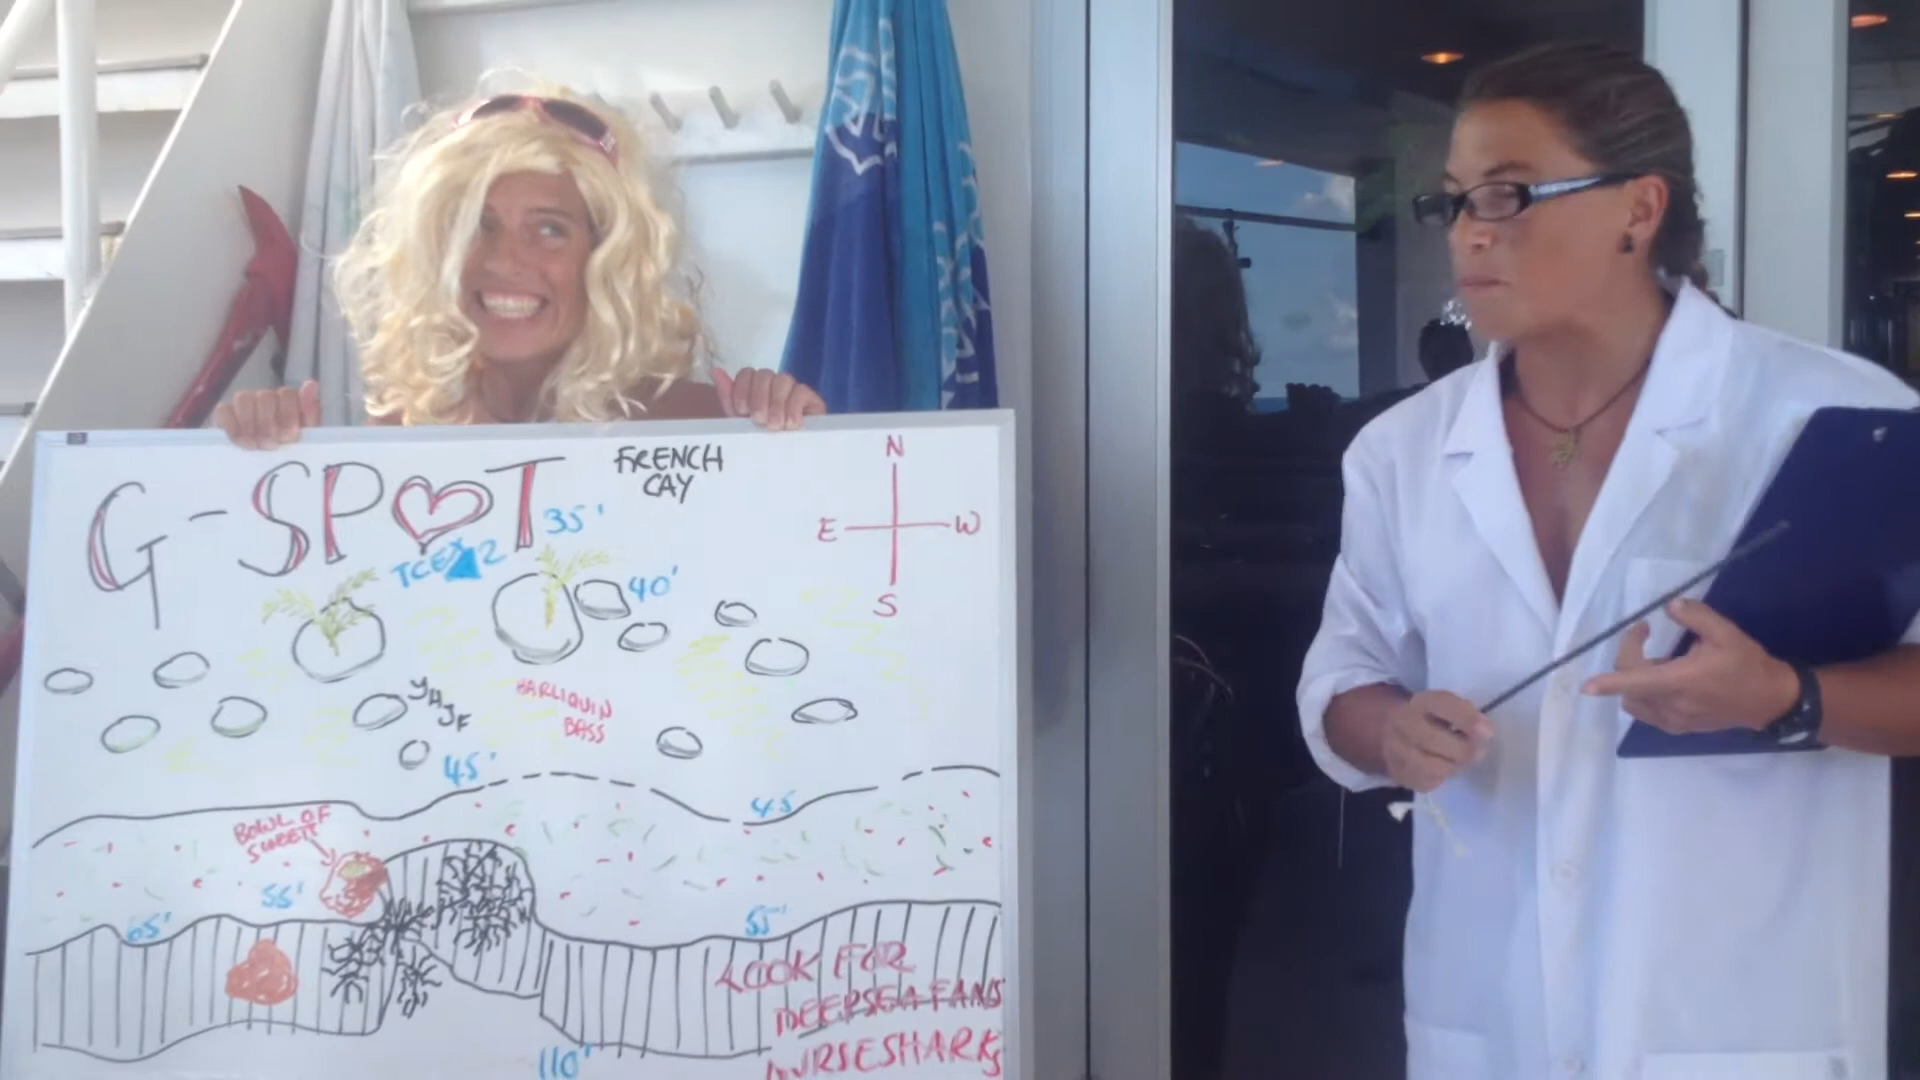 G-SPOT
FRENCH
CAY
N
E W
S
35'
TCE 2
40'
YHJF
HARLIQUIN
BASS
45'
45
BOWL OF
55'
65'
55'
LOOK FOR
DEEPSEA FANS
NURSESHARKS
110'